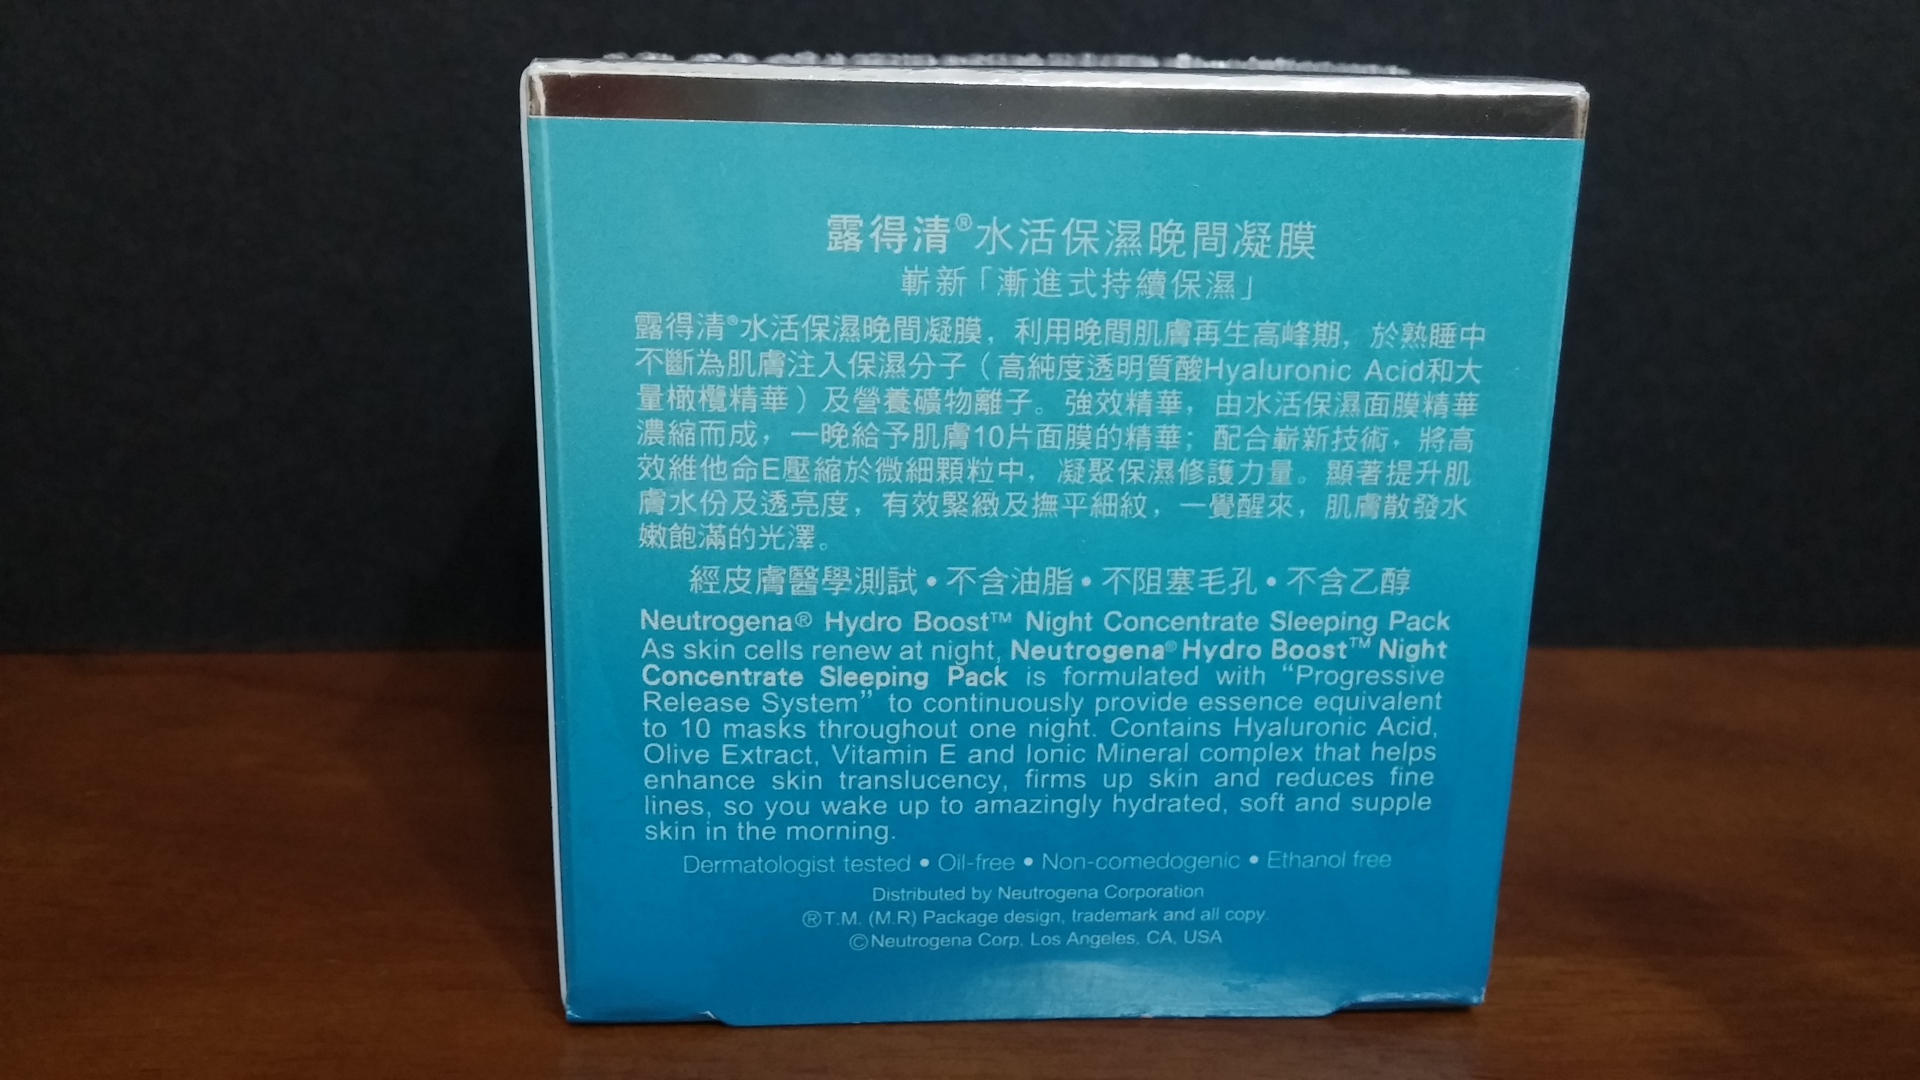 露得清®水活保濕晚間凝膜
嶄新「漸進式持續保濕」
露得清®水活保濕晚間凝膜，利用晚間肌膚再生高峰期，於熟睡中
不斷為肌膚注入保濕分子（高純度透明質酸Hyaluronic Acid和大
量橄欖精華）及營養礦物離子。強效精華，由水活保濕面膜精華
濃縮而成，一晚給予肌膚10片面膜的精華；配合嶄新技術，將高
效維他命E壓縮於微細顆粒中，凝聚保濕修護力量。顯著提升肌
膚水份及透亮度，有效緊緻及撫平細紋，一覺醒來，肌膚散發水
嫩飽滿的光澤。
經皮膚醫學測試•不含油脂•不阻塞毛孔•不含乙醇
Neutrogena® Hydro Boost™ Night Concentrate Sleeping Pack
As skin cells renew at night, Neutrogena® Hydro Boost™ Night
Concentrate Sleeping Pack is formulated with “Progressive
Release System” to continuously provide essence equivalent
to 10 masks throughout one night. Contains Hyaluronic Acid,
Olive Extract, Vitamin E and Ionic Mineral complex that helps
enhance skin translucency, firms up skin and reduces fine
lines, so you wake up to amazingly hydrated, soft and supple
skin in the morning.
Dermatologist tested • Oil-free • Non-comedogenic • Ethanol free
Distributed by Neutrogena Corporation
®T.M. (M.R) Package design, trademark and all copy.
©Neutrogena Corp. Los Angeles, CA, USA